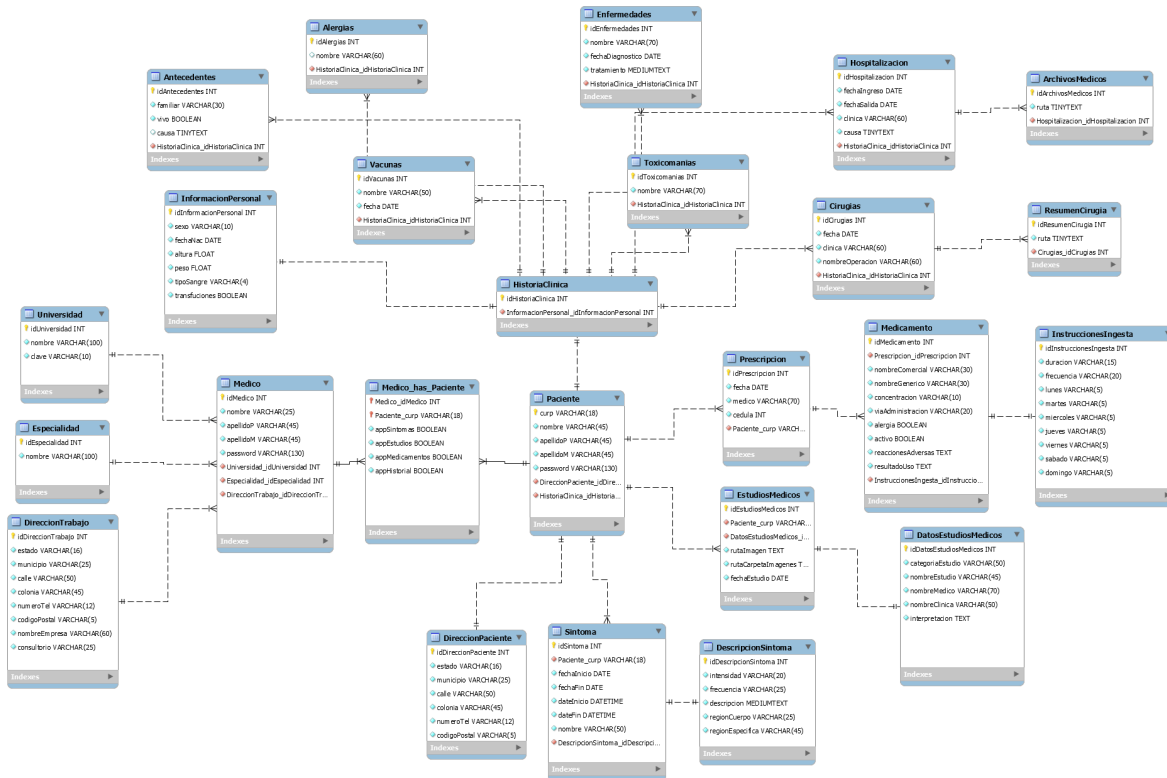 Alergias
idAlergias INT
nombre VARCHAR(60)
HistoriaClinica_idHistoriaClinica INT
Indexes
Enfermedades
idEnfermedades INT
nombre VARCHAR(70)
fechaDiagnostico DATE
tratamiento MEDIUMTEXT
HistoriaClinica_idHistoriaClinica INT
Indexes
Antecedentes
idAntecedentes INT
familiar VARCHAR(30)
vivo BOOLEAN
causa TINYTEXT
HistoriaClinica_idHistoriaClinica INT
Indexes
Hospitalizacion
idHospitalizacion INT
fechaIngreso DATE
fechaSalida DATE
clinica VARCHAR(60)
causa TINYTEXT
HistoriaClinica_idHistoriaClinica INT
Indexes
ArchivosMedicos
idArchivosMedicos INT
ruta TINYTEXT
Hospitalizacion_idHospitalizacion INT
Indexes
Vacunas
idVacunas INT
nombre VARCHAR(50)
fecha DATE
HistoriaClinica_idHistoriaClinica INT
Indexes
Toxicomanias
idToxicomanias INT
nombre VARCHAR(70)
HistoriaClinica_idHistoriaClinica INT
Indexes
InformacionPersonal
idInformacionPersonal INT
sexo VARCHAR(10)
fechaNac DATE
altura FLOAT
peso FLOAT
tipoSangre VARCHAR(4)
transfuciones BOOLEAN
Indexes
Cirugias
idCirugias INT
fecha DATE
clinica VARCHAR(60)
nombreOperacion VARCHAR(60)
HistoriaClinica_idHistoriaClinica INT
Indexes
ResumenCirugia
idResumenCirugia INT
ruta TINYTEXT
Cirugias_idCirugias INT
Indexes
HistoriaClinica
idHistoriaClinica INT
InformacionPersonal_idInformacionPersonal INT
Indexes
Universidad
idUniversidad INT
nombre VARCHAR(100)
clave VARCHAR(10)
Indexes
Especialidad
idEspecialidad INT
nombre VARCHAR(100)
Indexes
DireccionTrabajo
idDireccionTrabajo INT
estado VARCHAR(16)
municipio VARCHAR(25)
calle VARCHAR(50)
colonia VARCHAR(45)
numeroTel VARCHAR(12)
codigoPostal VARCHAR(5)
nombreEmpresa VARCHAR(60)
consultorio VARCHAR(25)
Indexes
Medico
idMedico INT
nombre VARCHAR(25)
apellidoP VARCHAR(45)
apellidoM VARCHAR(45)
password VARCHAR(130)
Universidad_idUniversidad INT
Especialidad_idEspecialidad INT
DireccionTrabajo_idDireccionTr...
Indexes
Medico_has_Paciente
Medico_idMedico INT
Paciente_curp VARCHAR(18)
appSintomas BOOLEAN
appEstudios BOOLEAN
appMedicamentos BOOLEAN
appHistorial BOOLEAN
Indexes
Paciente
curp VARCHAR(18)
nombre VARCHAR(45)
apellidoP VARCHAR(45)
apellidoM VARCHAR(45)
password VARCHAR(130)
DireccionPaciente_idDire...
HistoriaClinica_idHistoria...
Indexes
Prescripcion
idPrescripcion INT
fecha DATE
medico VARCHAR(70)
cedula INT
Paciente_curp VARCH...
Indexes
Medicamento
idMedicamento INT
Prescripcion_idPrescripcion INT
nombreComercial VARCHAR(30)
nombreGenerico VARCHAR(30)
concentracion VARCHAR(10)
viaAdministracion VARCHAR(20)
alergia BOOLEAN
activo BOOLEAN
reaccionesAdversas TEXT
resultadoUso TEXT
InstruccionesIngesta_idInstruccio...
Indexes
InstruccionesIngesta
idInstruccionesIngesta INT
duracion VARCHAR(15)
frecuencia VARCHAR(20)
lunes VARCHAR(5)
martes VARCHAR(5)
miercoles VARCHAR(5)
jueves VARCHAR(5)
viernes VARCHAR(5)
sabado VARCHAR(5)
domingo VARCHAR(5)
Indexes
EstudiosMedicos
idEstudiosMedicos INT
Paciente_curp VARCHAR...
DatosEstudiosMedicos_i...
rutaImagen TEXT
rutaCarpetaImagenes T...
fechaEstudio DATE
Indexes
DatosEstudiosMedicos
idDatosEstudiosMedicos INT
categoriaEstudio VARCHAR(50)
nombreEstudio VARCHAR(45)
nombreMedico VARCHAR(70)
nombreClinica VARCHAR(50)
interpretacion TEXT
Indexes
DireccionPaciente
idDireccionPaciente INT
estado VARCHAR(16)
municipio VARCHAR(25)
calle VARCHAR(50)
colonia VARCHAR(45)
numeroTel VARCHAR(12)
codigoPostal VARCHAR(5)
Indexes
Sintoma
idSintoma INT
Paciente_curp VARCHAR(18)
fechaInicio DATE
fechaFin DATE
dateInicio DATETIME
dateFin DATETIME
nombre VARCHAR(50)
DescripcionSintoma_idDescripci...
Indexes
DescripcionSintoma
idDescripcionSintoma INT
intensidad VARCHAR(20)
frecuencia VARCHAR(25)
descripcion MEDIUMTEXT
regionCuerpo VARCHAR(25)
regionEspecifica VARCHAR(45)
Indexes